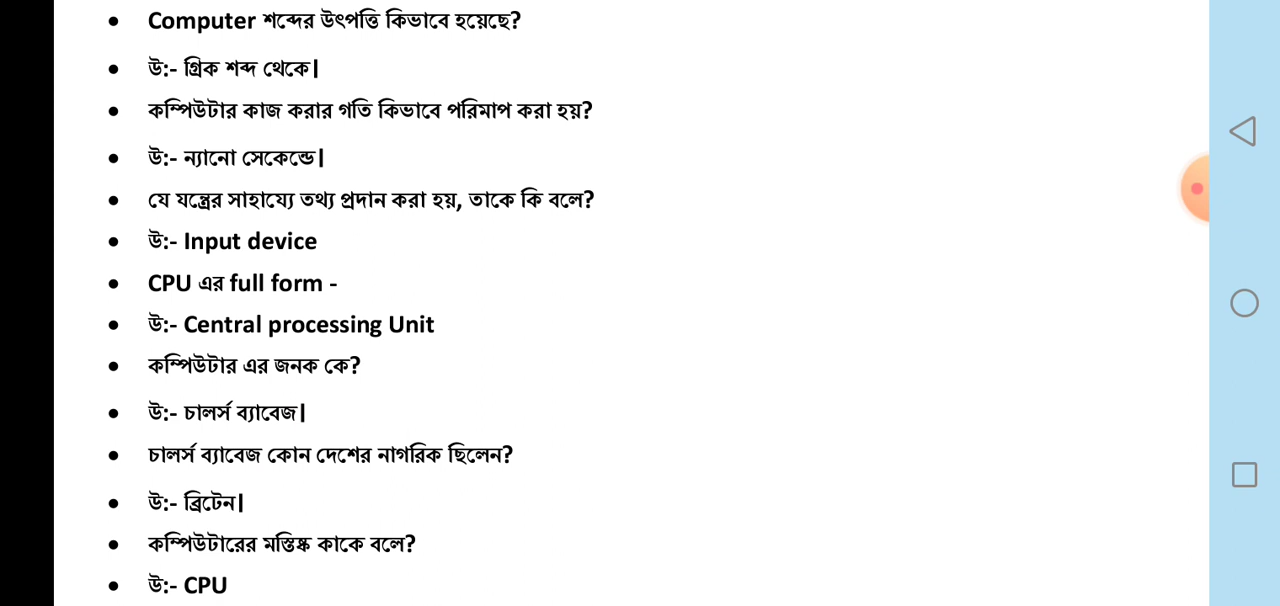 • Computer শব্দের উৎপত্তি কিভাবে হয়েছে?
• উ:- গ্রিক শব্দ থেকে|
• কম্পিউটার কাজ করার গতি কিভাবে পরিমাপ করা হয়?
• উ:- ন্যানো সেকেন্ডে|
• যে যন্ত্রের সাহায্যে তথ্য প্রদান করা হয়, তাকে কি বলে?
• উ:- Input device
• CPU এর full form -
• উ:- Central processing Unit
• কম্পিউটার এর জনক কে?
• উ:- চালর্স ব্যাবেজ|
• চালর্স ব্যাবেজ কোন দেশের নাগরিক ছিলেন?
• উ:- ব্রিটেন|
• কম্পিউটারের মস্তিষ্ক কাকে বলে?
• উ:- CPU